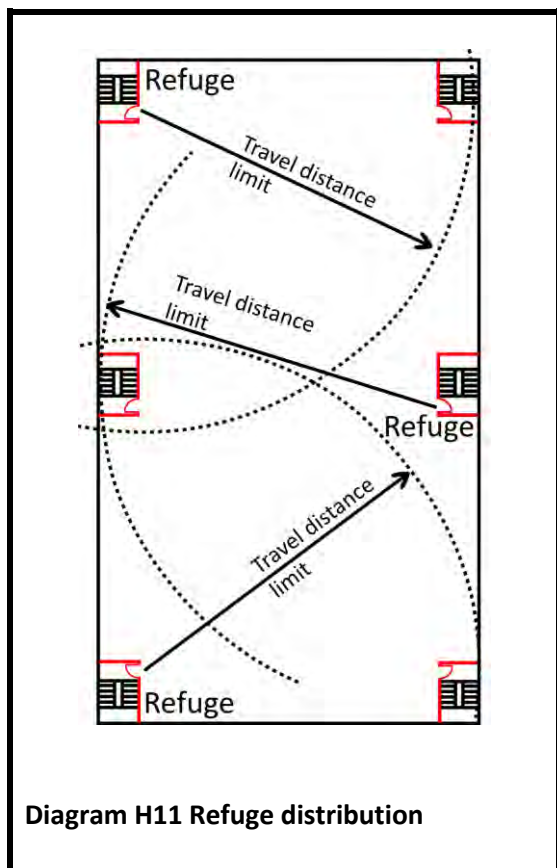 Refuge
Travel distance
limit
Travel distance
limit
Refuge
Travel distance
limit
Refuge
Diagram H11 Refuge distribution